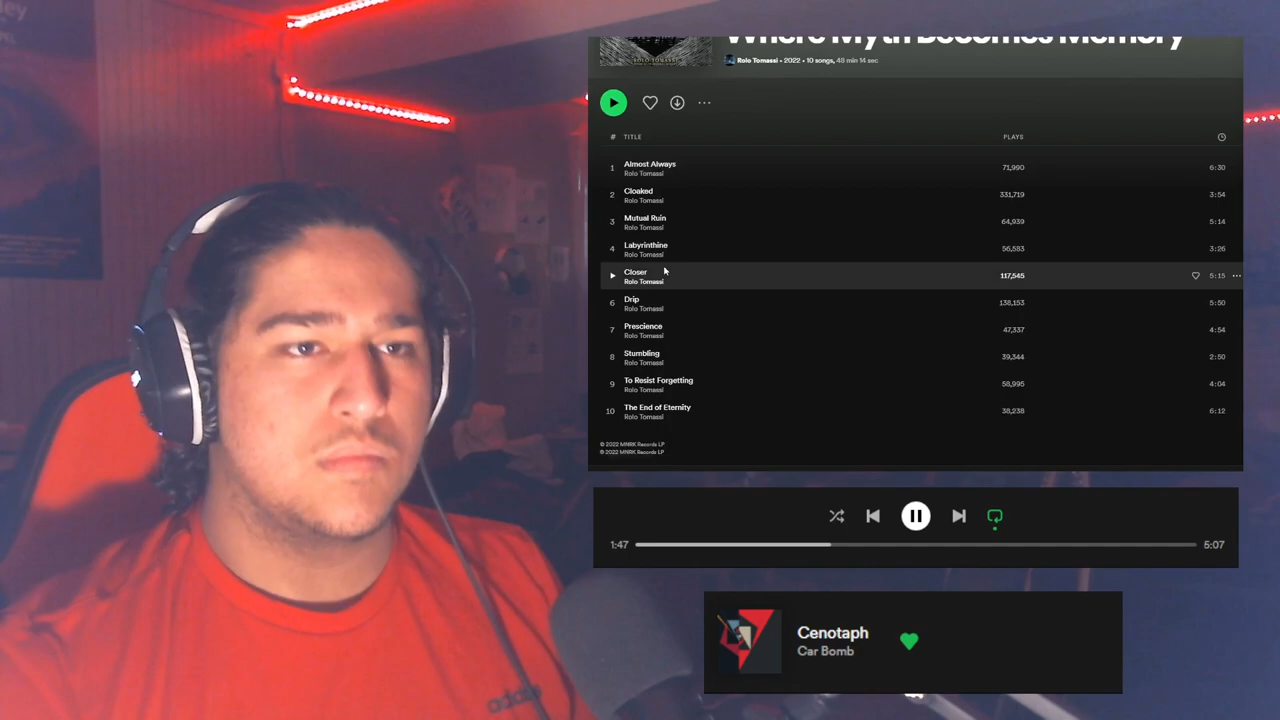 Where Myth Becomes Memory
Rolo Tomassi • 2022 • 10 songs, 48 min 14 sec
# TITLE PLAYS
1 Almost Always 71,990 6:30
Rolo Tomassi
2 Cloaked 331,719 3:54
Rolo Tomassi
3 Mutual Ruin 64,939 5:14
Rolo Tomassi
4 Labyrinthine 56,583 3:26
Rolo Tomassi
Closer 117,545 5:15
Rolo Tomassi
6 Drip 138,153 5:50
Rolo Tomassi
7 Prescience 47,337 4:54
Rolo Tomassi
8 Stumbling 39,344 2:50
Rolo Tomassi
9 To Resist Forgetting 58,995 4:04
Rolo Tomassi
10 The End of Eternity 38,238 6:12
Rolo Tomassi
© 2022 MNRK Records LP
℗ 2022 MNRK Records LP
1:47 5:07
Cenotaph
Car Bomb